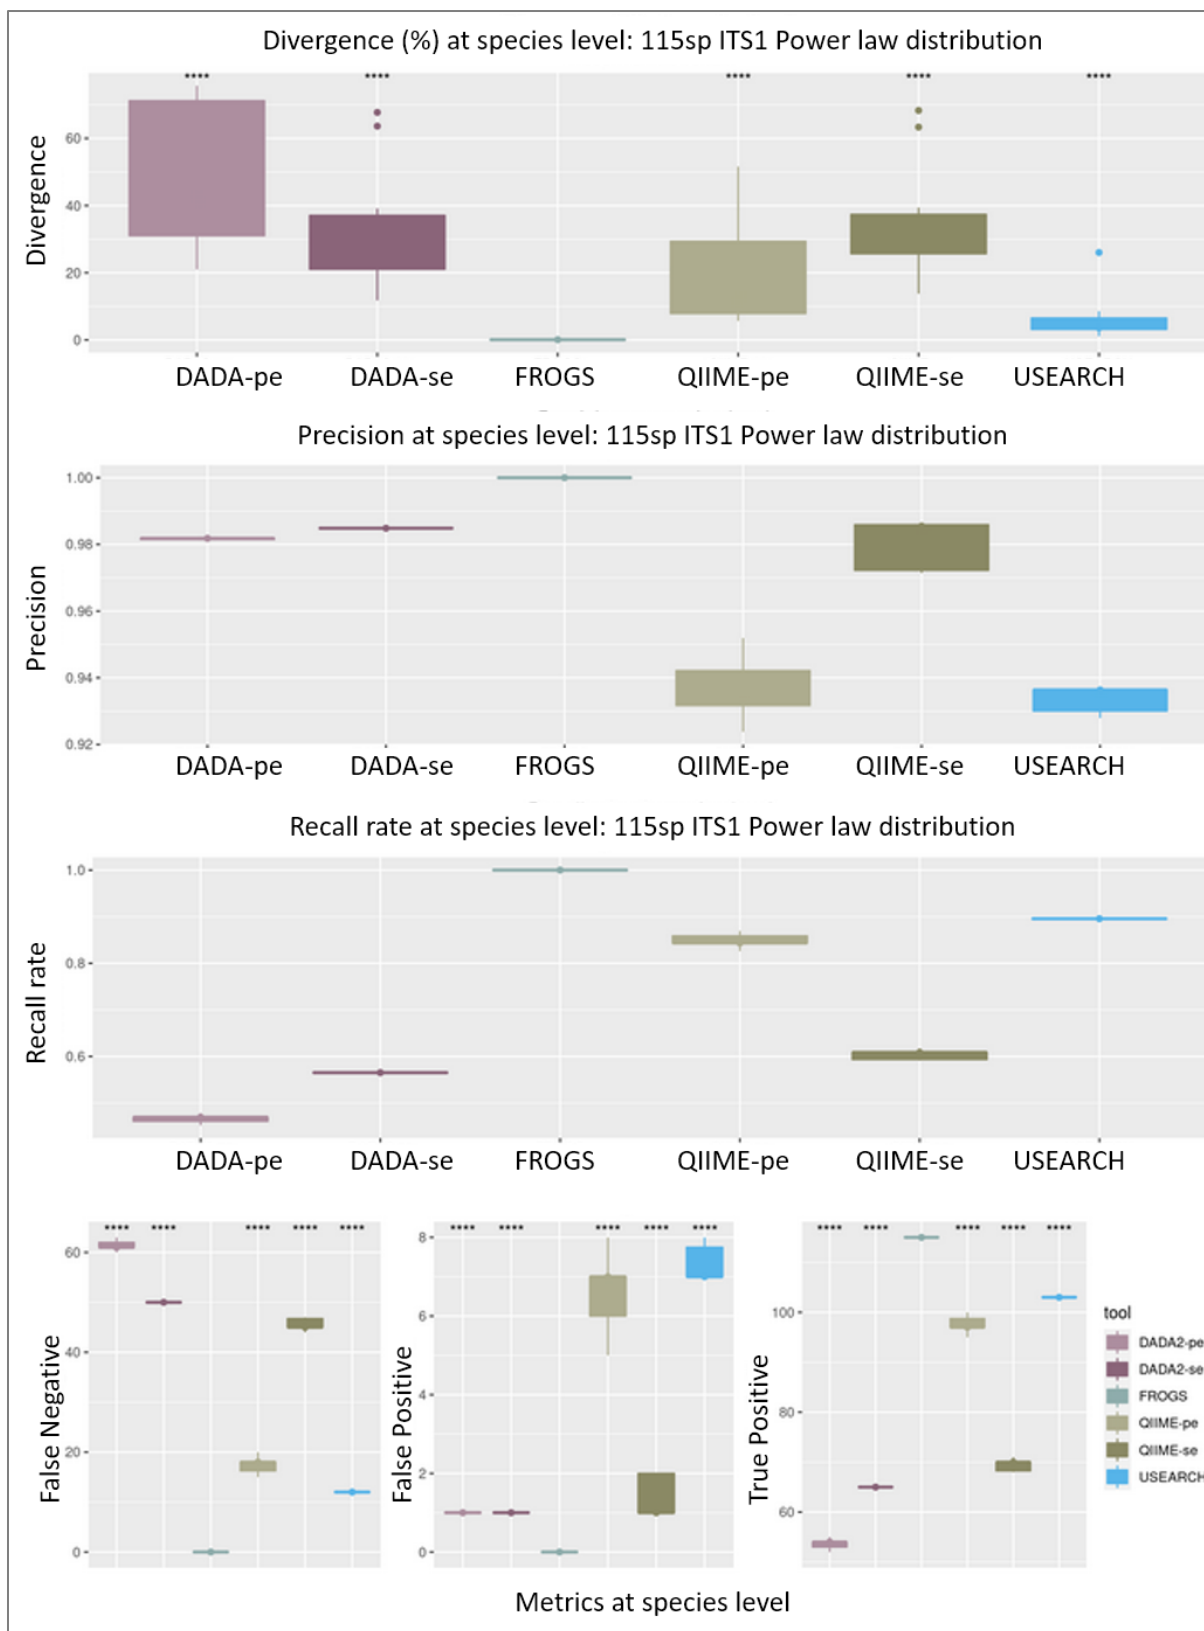 Divergence (%) at species level: 115sp ITS1 Power law distribution
**** **** **** **** ****
Divergence
60
40
20
0
DADA-pe DADA-se FROGS QIIME-pe QIIME-se USEARCH
Precision at species level: 115sp ITS1 Power law distribution
Precision
1.00
0.98
0.96
0.94
0.92
DADA-pe DADA-se FROGS QIIME-pe QIIME-se USEARCH
Recall rate at species level: 115sp ITS1 Power law distribution
Recall rate
1.0
0.8
0.6
DADA-pe DADA-se FROGS QIIME-pe QIIME-se USEARCH
False Negative
**** **** **** **** ****
60
40
20
0
False Positive
**** **** **** **** ****
8
6
4
2
0
True Positive
**** **** **** **** ****
100
80
60
tool
DADA2-pe
DADA2-se
FROGS
QIIME-pe
QIIME-se
USEARCH
Metrics at species level